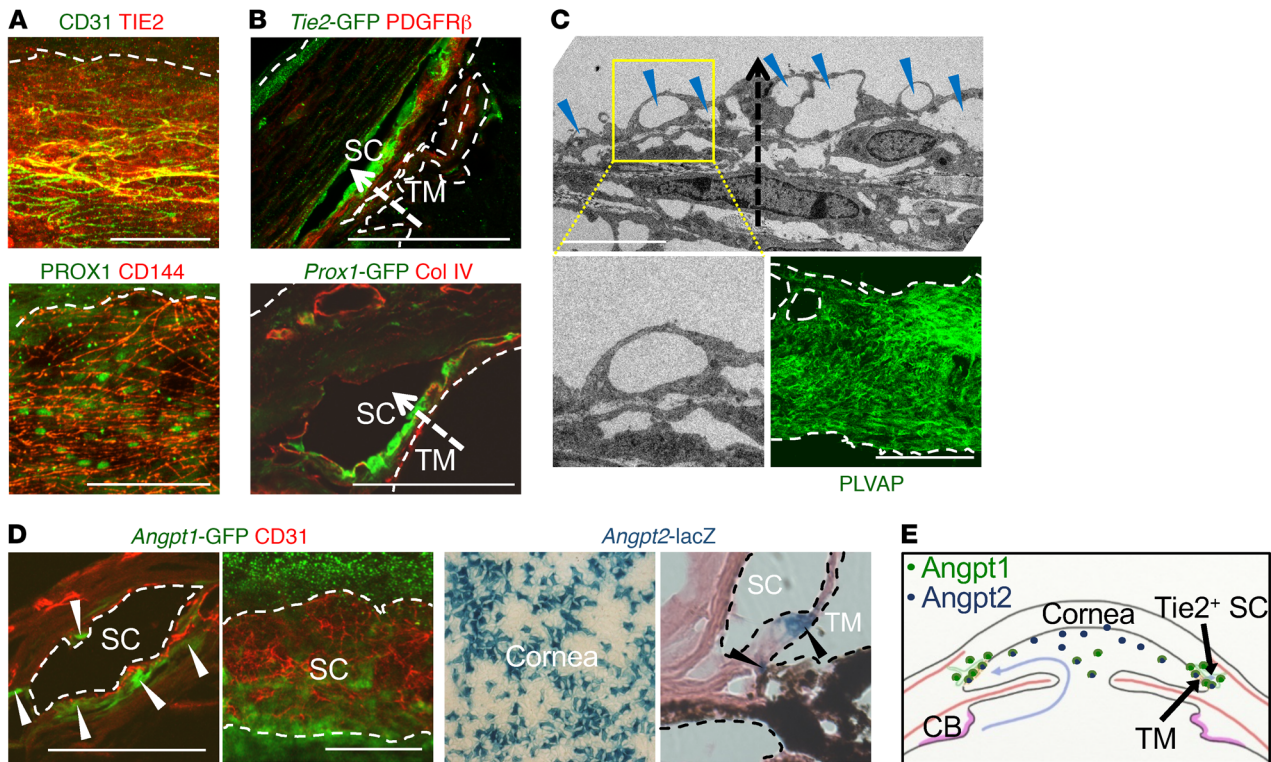 A
CD31 TIE2
PROX1 CD144
B
Tie2-GFP PDGFRβ
SC
TM
Prox1-GFP Col IV
SC
TM
C
PLVAP
D
Angpt1-GFP CD31
SC
SC
Angpt2-lacZ
Cornea
SC
TM
E
Angpt1
Angpt2
Cornea
Tie2+ SC
CB
TM